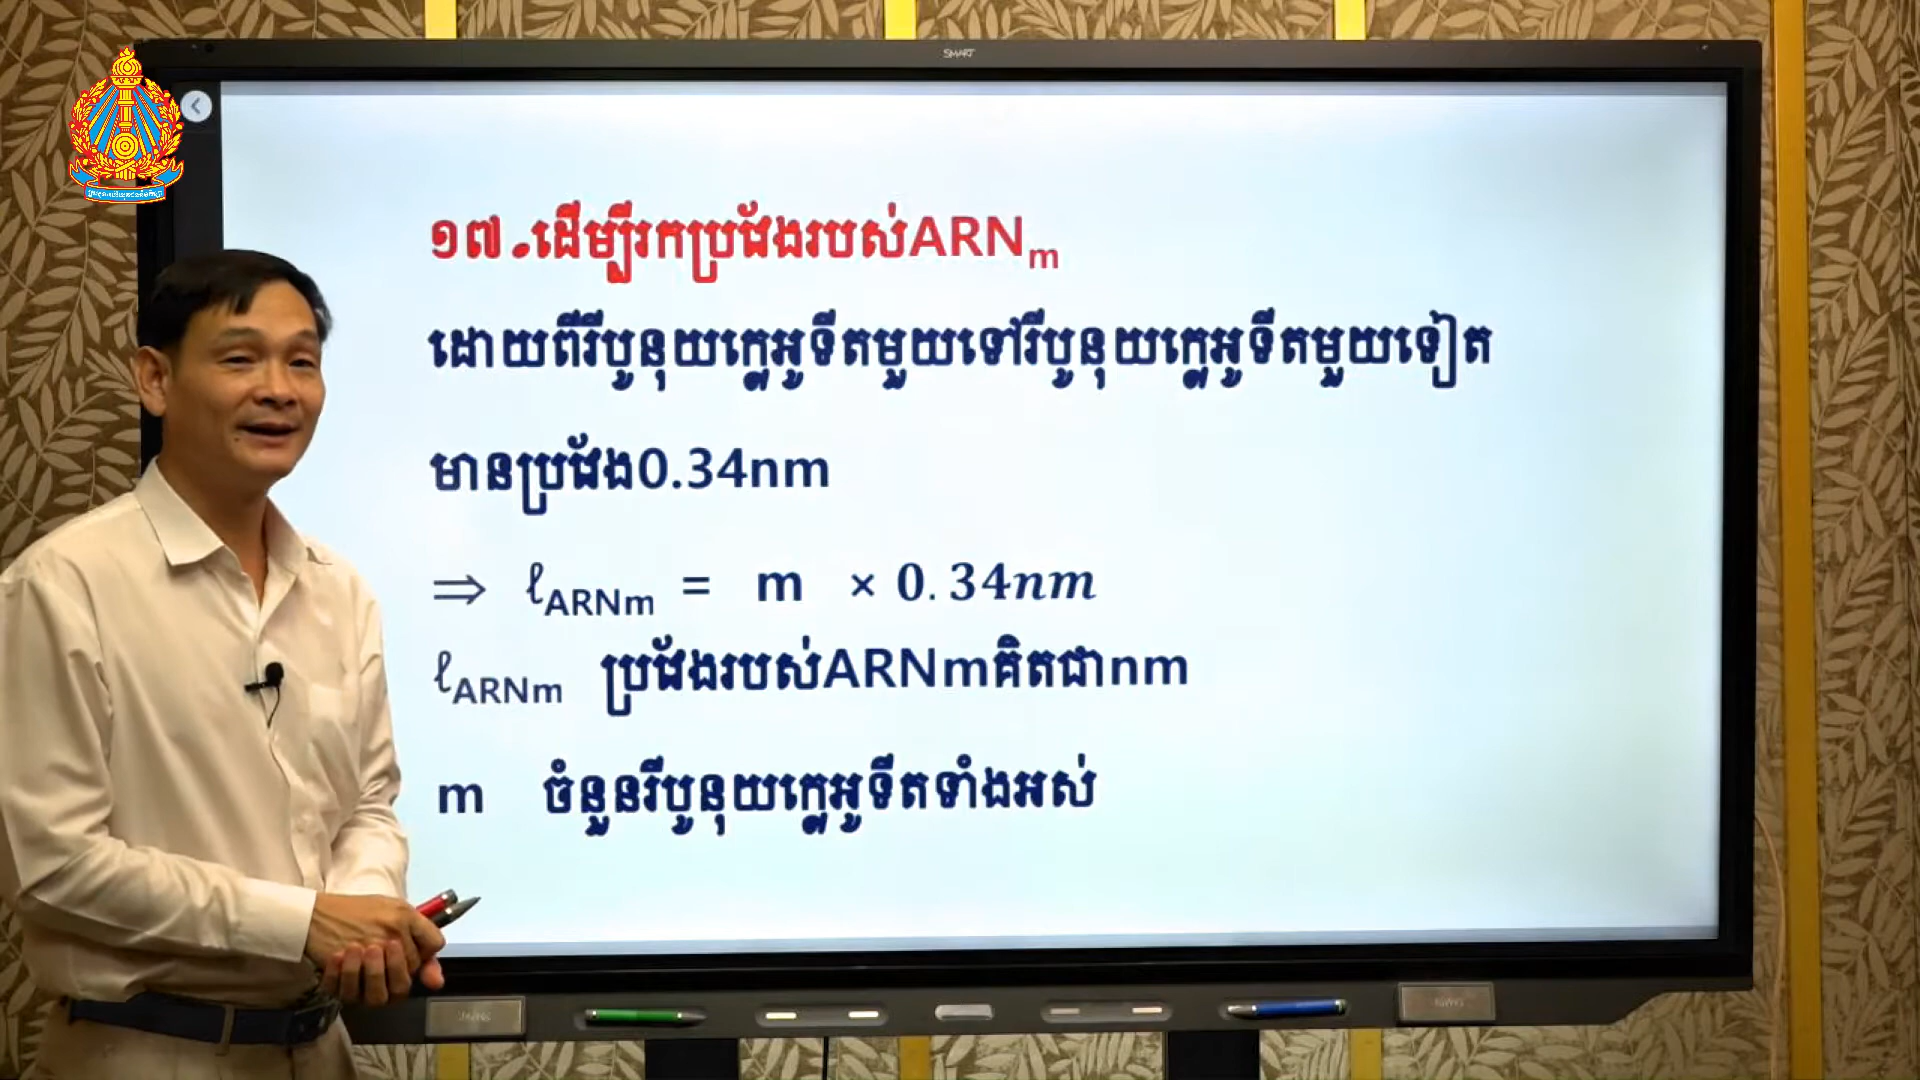 SMART
១៧.ដើម្បីរកប្រវែងរបស់ARNm
ដោយពីរីបូនុយក្លេអូទីតមួយទៅរីបូនុយក្លេអូទីតមួយទៀត
មានប្រវែង0.34nm
⇒ ℓARNm = m × 0.34nm
ℓARNm ប្រវែងរបស់ARNmគិតជាnm
m ចំនួនរីបូនុយក្លេអូទីតទាំងអស់